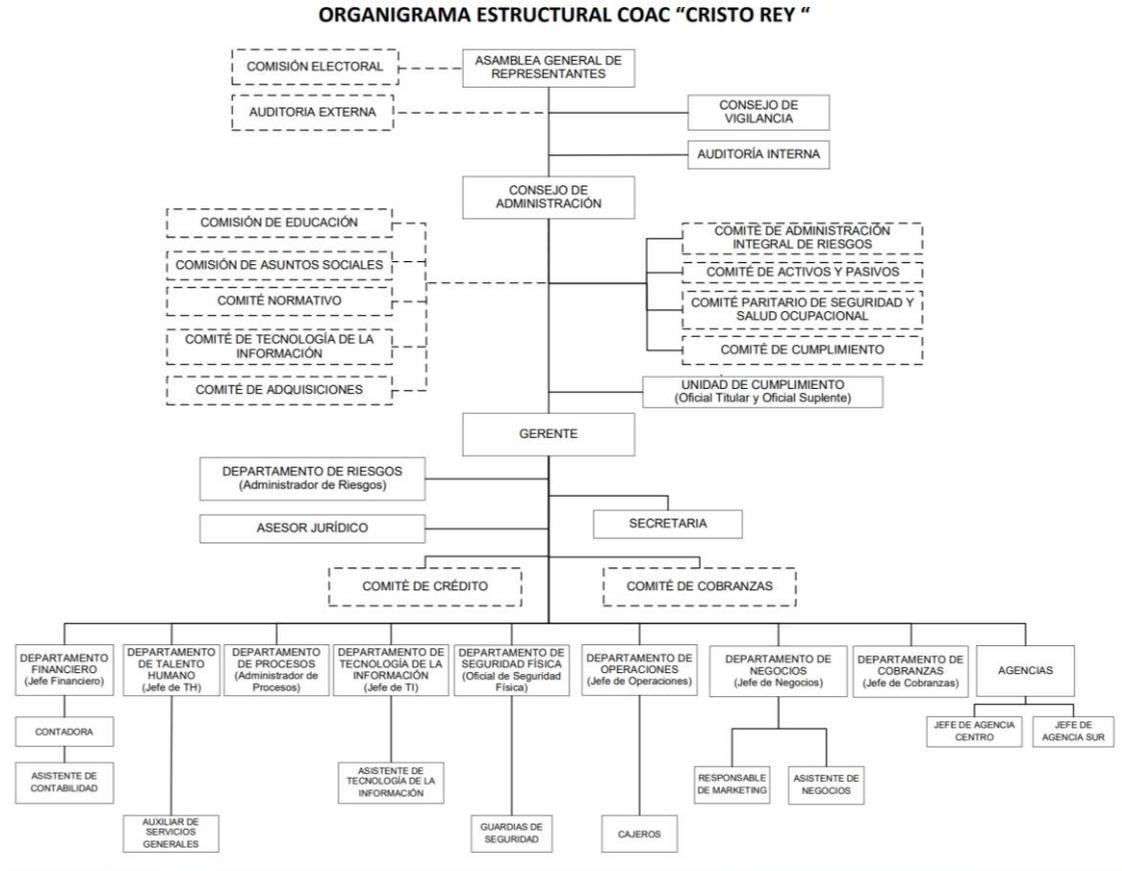 ORGANIGRAMA ESTRUCTURAL COAC “CRISTO REY “
COMISIÓN ELECTORAL
ASAMBLEA GENERAL DE
REPRESENTANTES
AUDITORIA EXTERNA
CONSEJO DE
VIGILANCIA
AUDITORÍA INTERNA
CONSEJO DE
ADMINISTRACIÓN
COMISIÓN DE EDUCACIÓN
COMISIÓN DE ASUNTOS SOCIALES
COMITÉ NORMATIVO
COMITÉ DE TECNOLOGÍA DE LA
INFORMACIÓN
COMITÉ DE ADQUISICIONES
COMITÉ DE ADMINISTRACIÓN
INTEGRAL DE RIESGOS
COMITÉ DE ACTIVOS Y PASIVOS
COMITÉ PARITARIO DE SEGURIDAD Y
SALUD OCUPACIONAL
COMITÉ DE CUMPLIMIENTO
UNIDAD DE CUMPLIMIENTO
(Oficial Titular y Oficial Suplente)
GERENTE
DEPARTAMENTO DE RIESGOS
(Administrador de Riesgos)
ASESOR JURÍDICO
SECRETARIA
COMITÉ DE CRÉDITO
COMITÉ DE COBRANZAS
DEPARTAMENTO
FINANCIERO
(Jefe Financiero)
DEPARTAMENTO
DE TALENTO
HUMANO
(Jefe de TH)
DEPARTAMENTO
DE PROCESOS
(Administrador de
Procesos)
DEPARTAMENTO DE
TECNOLOGÍA DE LA
INFORMACIÓN
(Jefe de TI)
DEPARTAMENTO DE
SEGURIDAD FÍSICA
(Oficial de Seguridad
Física)
DEPARTAMENTO DE
OPERACIONES
(Jefe de Operaciones)
DEPARTAMENTO DE
NEGOCIOS
(Jefe de Negocios)
DEPARTAMENTO DE
COBRANZAS
(Jefe de Cobranzas)
AGENCIAS
CONTADORA
JEFE DE AGENCIA
CENTRO
JEFE DE
AGENCIA SUR
ASISTENTE DE
CONTABILIDAD
ASISTENTE DE
TECNOLOGÍA DE LA
INFORMACIÓN
RESPONSABLE
DE MARKETING
ASISTENTE DE
NEGOCIOS
AUXILIAR DE
SERVICIOS
GENERALES
GUARDIAS DE
SEGURIDAD
CAJEROS